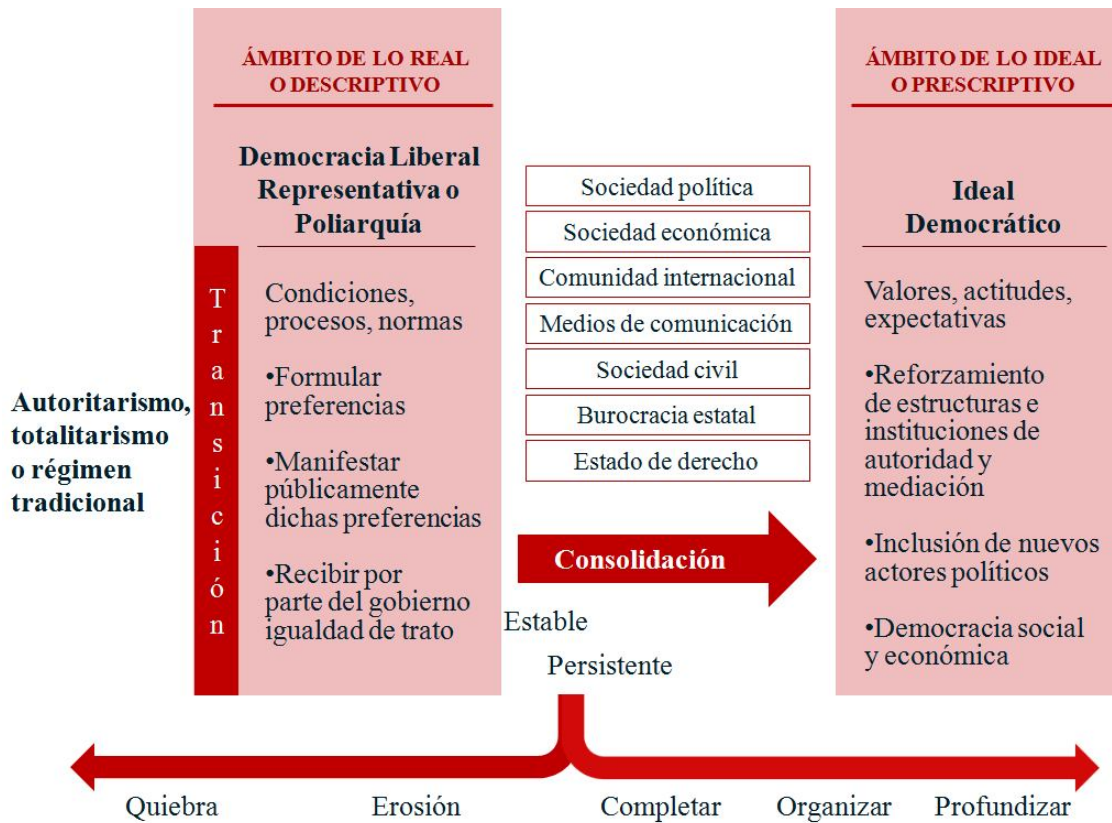 ÁMBITO DE LO REAL
O DESCRIPTIVO
Democracia Liberal
Representativa o
Poliarquía
Autoritarismo,
totalitarismo
o régimen
tradicional
Transición
Condiciones,
procesos, normas
•Formular
preferencias
•Manifestar
públicamente
dichas preferencias
•Recibir por
parte del gobierno
igualdad de trato
Sociedad política
Sociedad económica
Comunidad internacional
Medios de comunicación
Sociedad civil
Burocracia estatal
Estado de derecho
Consolidación
Estable
Persistente
ÁMBITO DE LO IDEAL
O PRESCRIPTIVO
Ideal
Democrático
Valores, actitudes,
expectativas
•Reforzamiento
de estructuras e
instituciones de
autoridad y
mediación
•Inclusión de nuevos
actores políticos
•Democracia social
y económica
Quiebra Erosión Completar Organizar Profundizar